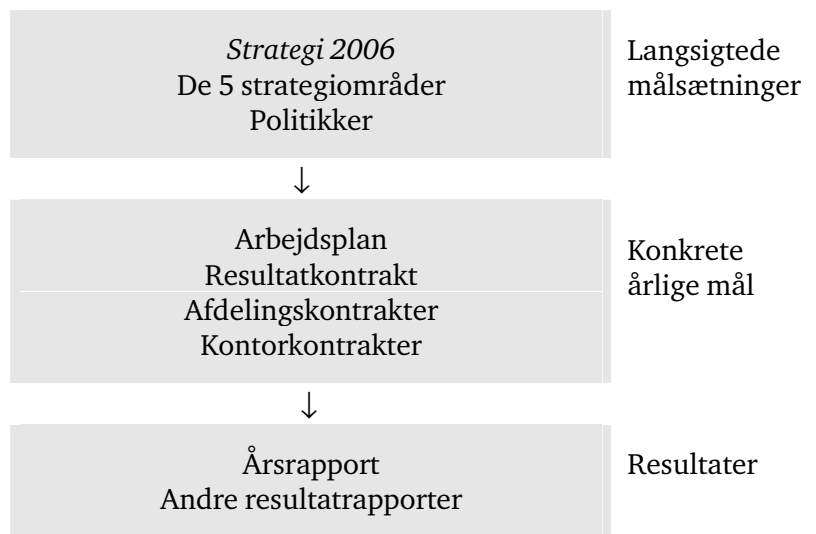 Strategi 2006
De 5 strategiområder
Politikker
Langsigtede
målsætninger
↓
Arbejdsplan
Resultatkontrakt
Afdelingskontrakter
Kontorkontrakter
Konkrete
årlige mål
↓
Årsrapport
Andre resultatrapporter
Resultater